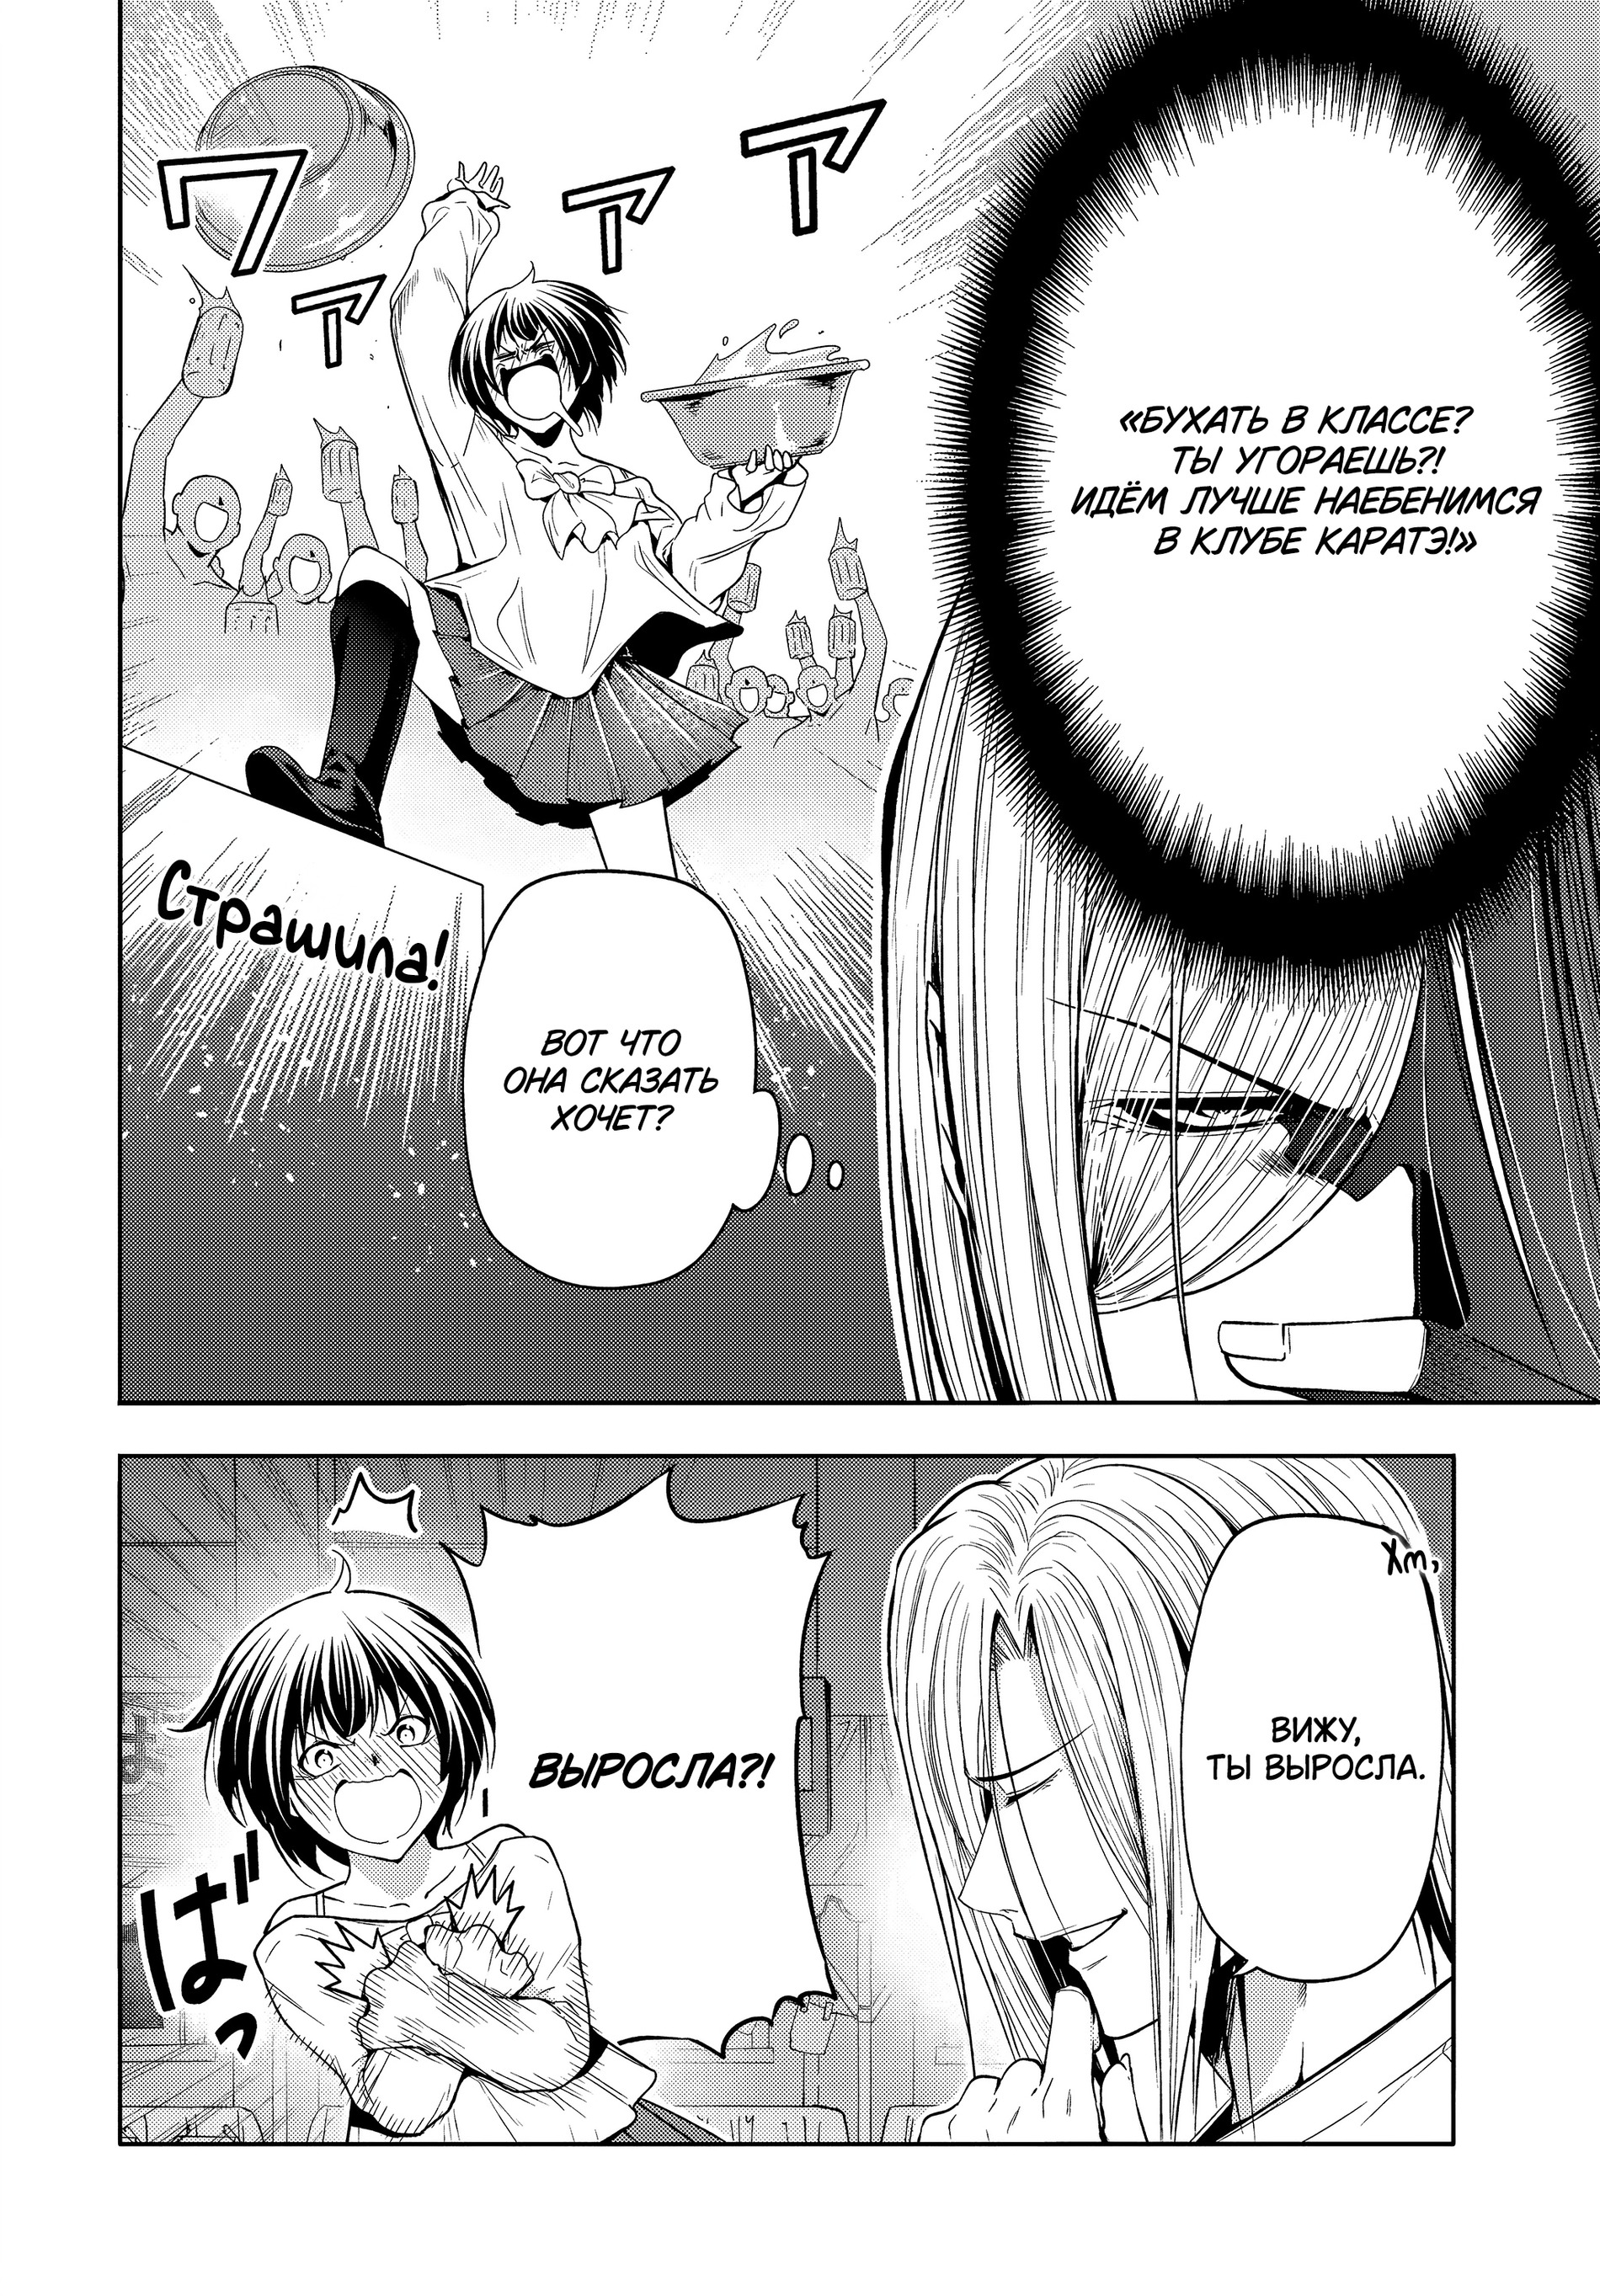 «БУХАТЬ В КЛАССЕ?
ТЫ УГОРАЕШЬ?!
ИДЁМ ЛУЧШЕ НАЕБЕНИМСЯ
В КЛУБЕ КАРАТЭ!»
ワアアア
Страшила!
ВОТ ЧТО
ОНА СКАЗАТЬ
ХОЧЕТ?
Хм,
ВИЖУ,
ТЫ ВЫРОСЛА.
ВЫРОСЛА?!
ばっ